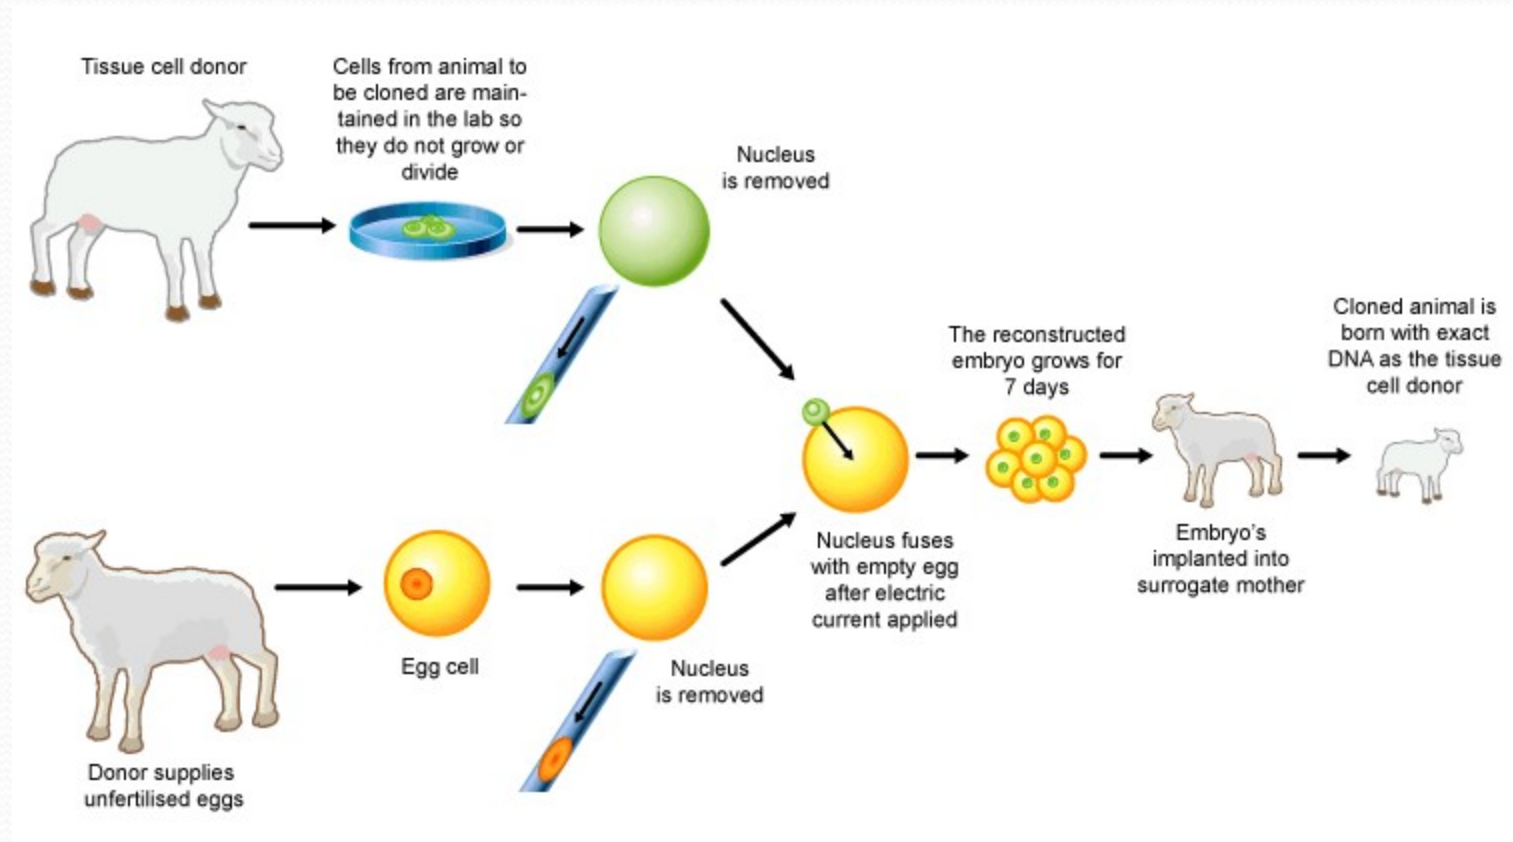 Tissue cell donor
Cells from animal to
be cloned are main-
tained in the lab so
they do not grow or
divide
Nucleus
is removed
Donor supplies
unfertilised eggs
Egg cell
Nucleus
is removed
Nucleus fuses
with empty egg
after electric
current applied
The reconstructed
embryo grows for
7 days
Embryo's
implanted into
surrogate mother
Cloned animal is
born with exact
DNA as the tissue
cell donor